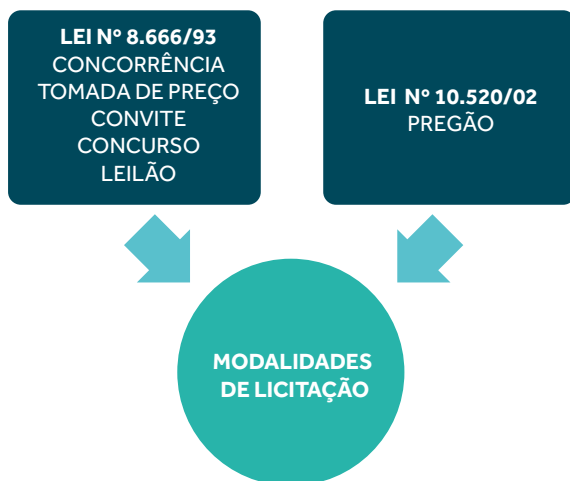 LEI Nº 8.666/93
CONCORRÊNCIA
TOMADA DE PREÇO
CONVITE
CONCURSO
LEILÃO
LEI Nº 10.520/02
PREGÃO
MODALIDADES
DE LICITAÇÃO